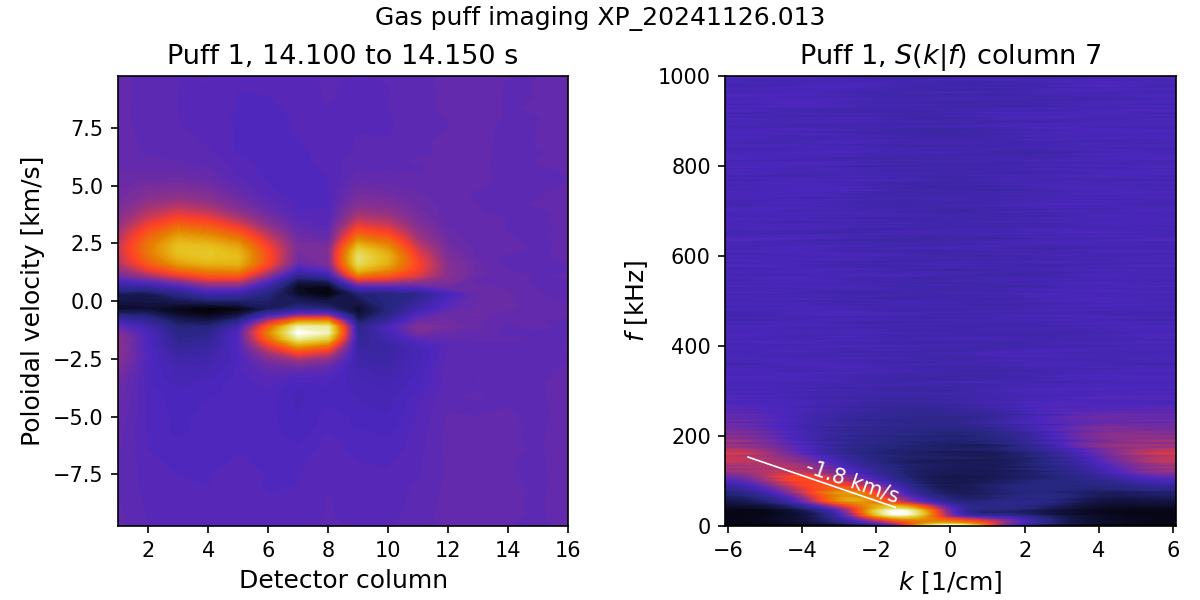 Gas puff imaging XP_20241126.013
Puff 1, 14.100 to 14.150 s
Poloidal velocity [km/s]
7.5
5.0
2.5
0.0
−2.5
−5.0
−7.5
2 4 6 8 10 12 14 16
Detector column
Puff 1, S(k|f) column 7
f [kHz]
1000
800
600
400
200
0
-1.8 km/s
−6 −4 −2 0 2 4 6
k [1/cm]